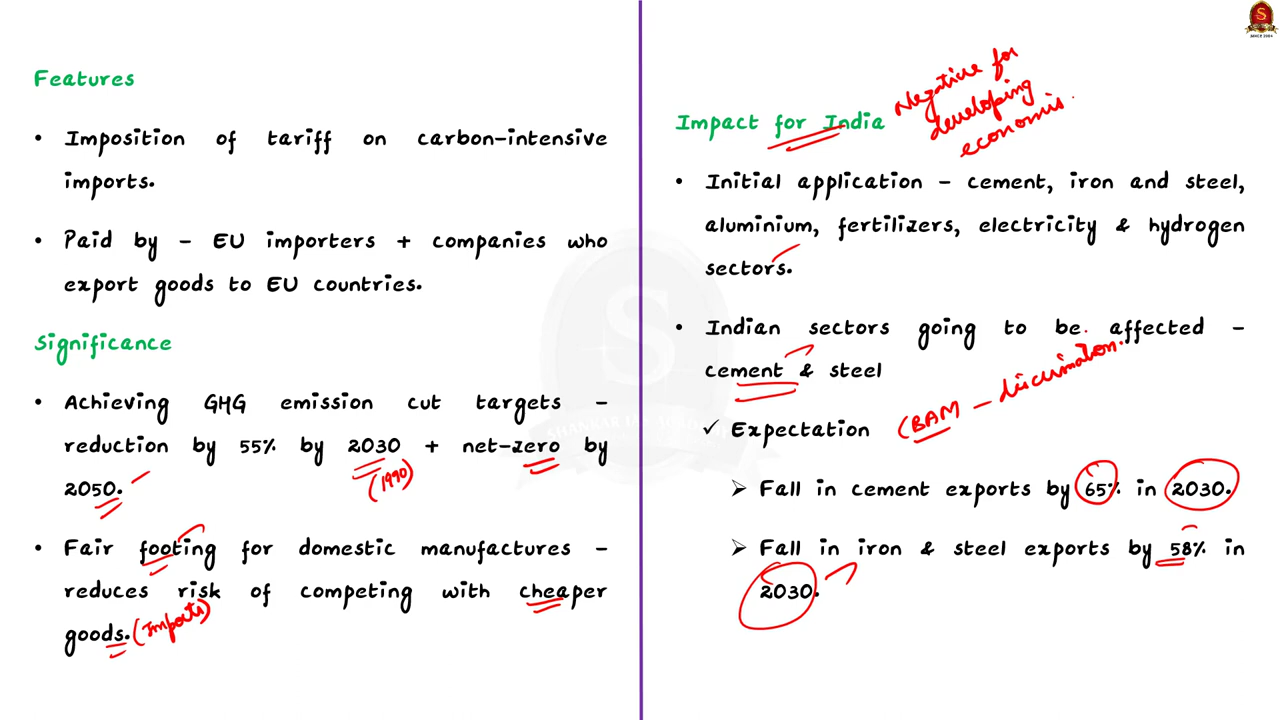 Features
• Imposition of tariff on carbon-intensive
imports.
• Paid by - EU importers + companies who
export goods to EU countries.
Significance
• Achieving GHG emission cut targets -
reduction by 55% by 2030 + net-zero by
2050.
(1990)
• Fair footing for domestic manufactures -
reduces risk of competing with cheaper
goods. (Imports)
Negative for
developing
economis.
Impact for India
• Initial application - cement, iron and steel,
aluminium, fertilizers, electricity & hydrogen
sectors.
• Indian sectors going to be affected -
cement & steel
✓ Expectation
(BAM - discrimation.
➢ Fall in cement exports by 65% in 2030.
➢ Fall in iron & steel exports by 58% in
2030.
S
SINCE 2004